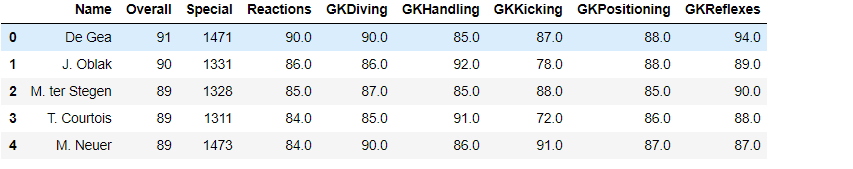 Name Overall Special Reactions GKDiving GKHandling GKKicking GKPositioning GKReflexes
0 De Gea 91 1471 90.0 90.0 85.0 87.0 88.0 94.0
1 J. Oblak 90 1331 86.0 86.0 92.0 78.0 88.0 89.0
2 M. ter Stegen 89 1328 85.0 87.0 85.0 88.0 85.0 90.0
3 T. Courtois 89 1311 84.0 85.0 91.0 72.0 86.0 88.0
4 M. Neuer 89 1473 84.0 90.0 86.0 91.0 87.0 87.0